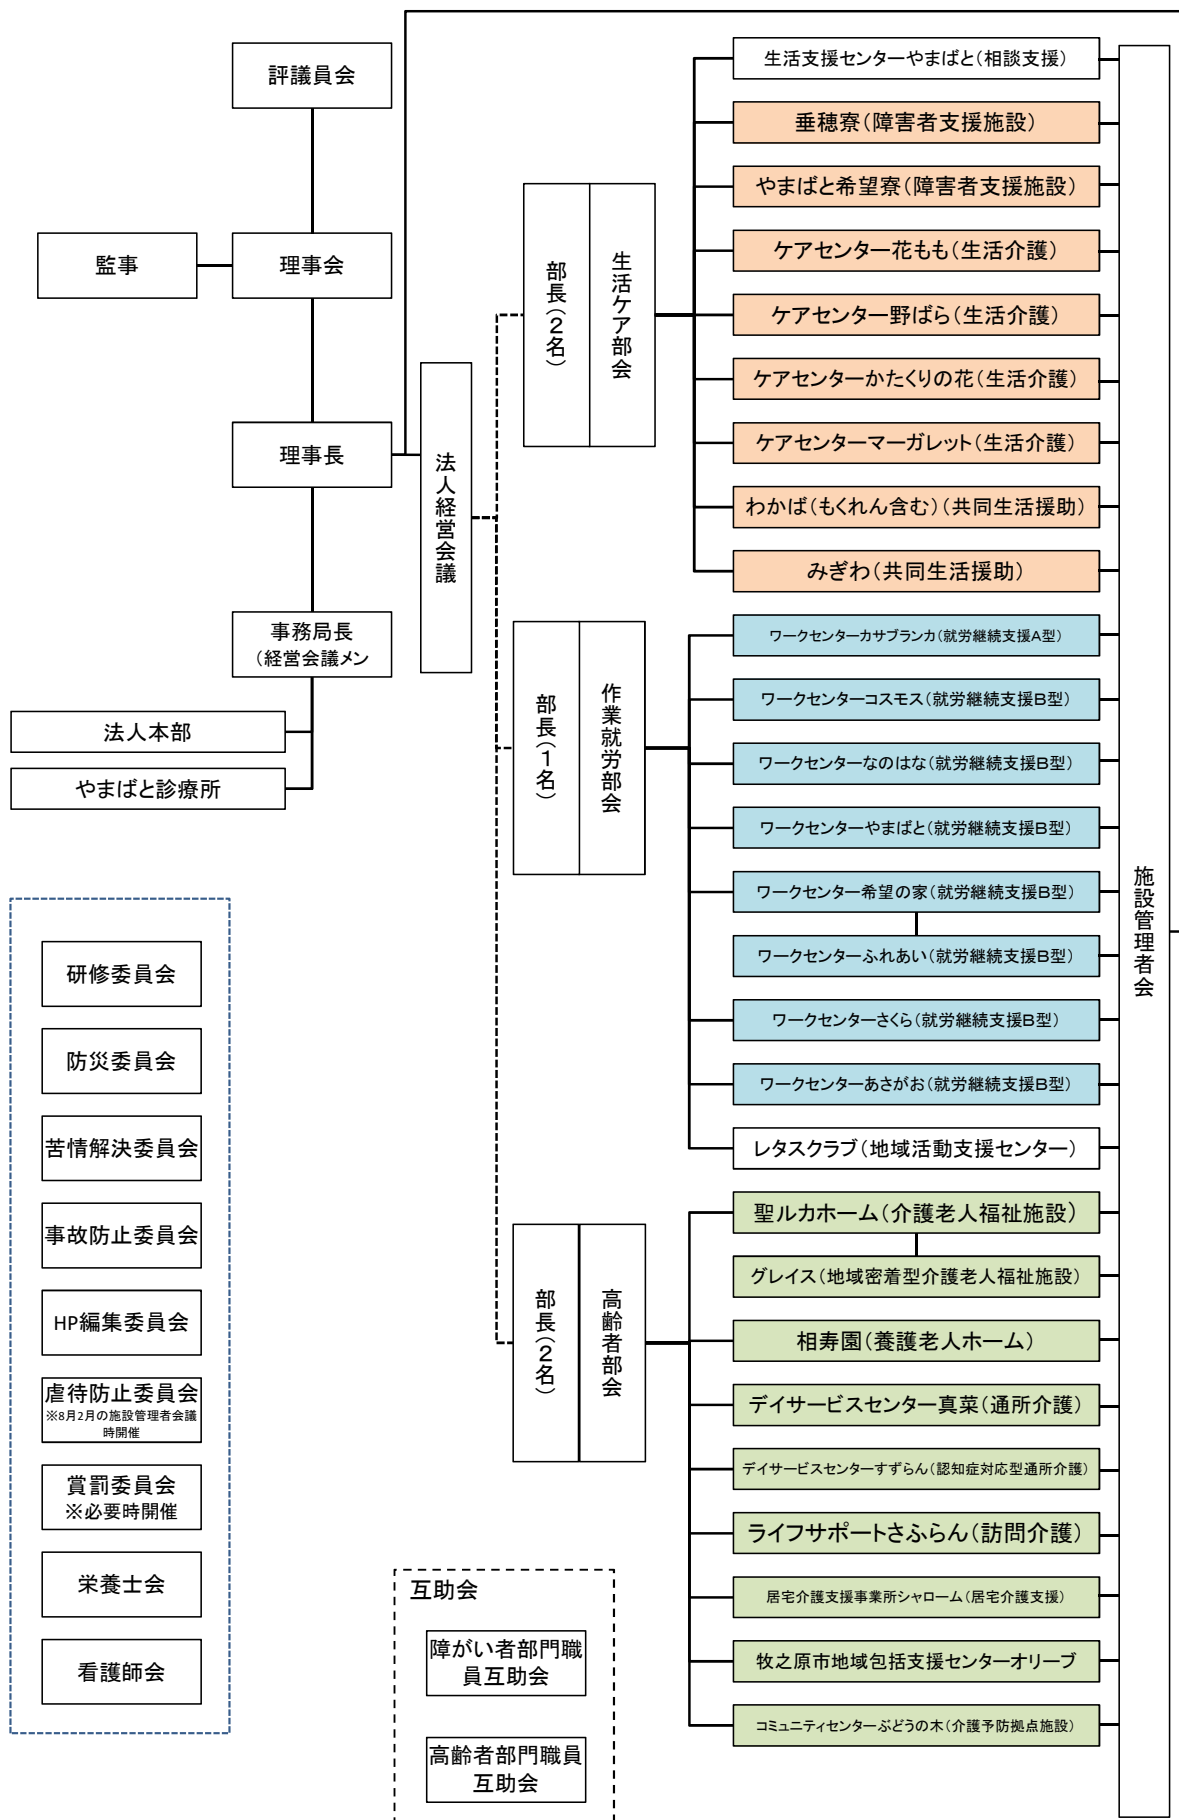 評議員会
監事
理事会
理事長
事務局長
(経営会議メン
法人本部
やまばと診療所
法人経営会議
部長(2名)
生活ケア部会
生活支援センターやまばと(相談支援)
垂穂寮(障害者支援施設)
やまばと希望寮(障害者支援施設)
ケアセンター花もも(生活介護)
ケアセンター野ばら(生活介護)
ケアセンターかたくりの花(生活介護)
ケアセンターマーガレット(生活介護)
わかば(もくれん含む)(共同生活援助)
みぎわ(共同生活援助)
部長(1名)
作業就労部会
ワークセンターカサブランカ(就労継続支援A型)
ワークセンターコスモス(就労継続支援B型)
ワークセンターなのはな(就労継続支援B型)
ワークセンターやまばと(就労継続支援B型)
ワークセンター希望の家(就労継続支援B型)
ワークセンターふれあい(就労継続支援B型)
ワークセンターさくら(就労継続支援B型)
ワークセンターあさがお(就労継続支援B型)
レタスクラブ(地域活動支援センター)
部長(2名)
高齢者部会
聖ルカホーム(介護老人福祉施設)
グレイス(地域密着型介護老人福祉施設)
相寿園(養護老人ホーム)
デイサービスセンター真菜(通所介護)
デイサービスセンターすずらん(認知症対応型通所介護)
ライフサポートさふらん(訪問介護)
居宅介護支援事業所シャローム(居宅介護支援)
牧之原市地域包括支援センターオリーブ
コミュニティセンターぶどうの木(介護予防拠点施設)
施設管理者会
研修委員会
防災委員会
苦情解決委員会
事故防止委員会
HP編集委員会
虐待防止委員会
※8月2月の施設管理者会議
時開催
賞罰委員会
※必要時開催
栄養士会
看護師会
互助会
障がい者部門職
員互助会
高齢者部門職員
互助会